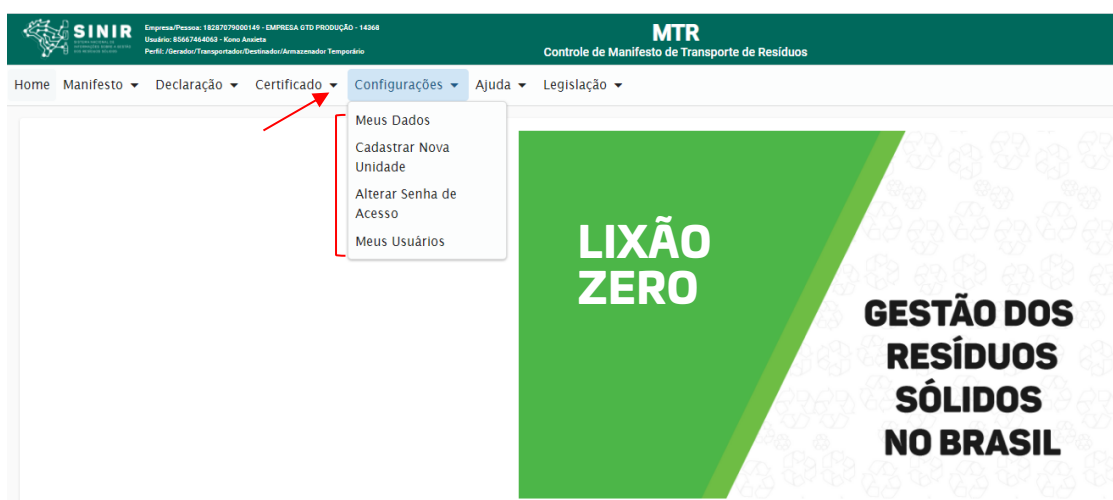 SINIR
Empresa/Pessoa: 18287079000149 - EMPRESA GTD PRODUÇÃO - 14368
Usuário: 85667464063 - Kono Anxieta
Perfil: /Gerador/Transportador/Destinador/Armazenador Temporário
MTR
Controle de Manifesto de Transporte de Resíduos
Home Manifesto Declaração Certificado Configurações Ajuda Legislação
Meus Dados
Cadastrar Nova
Unidade
Alterar Senha de
Acesso
Meus Usuários
LIXÃO
ZERO
GESTÃO DOS
RESÍDUOS
SÓLIDOS
NO BRASIL